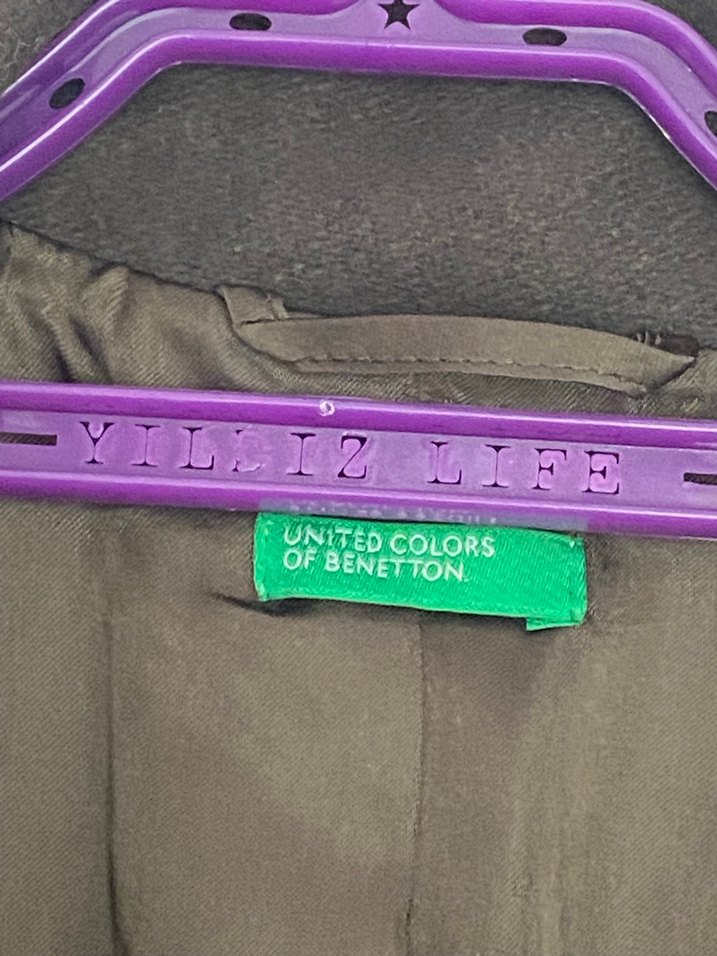 YILDIZ LIFE
UNITED COLORS
OF BENETTON.